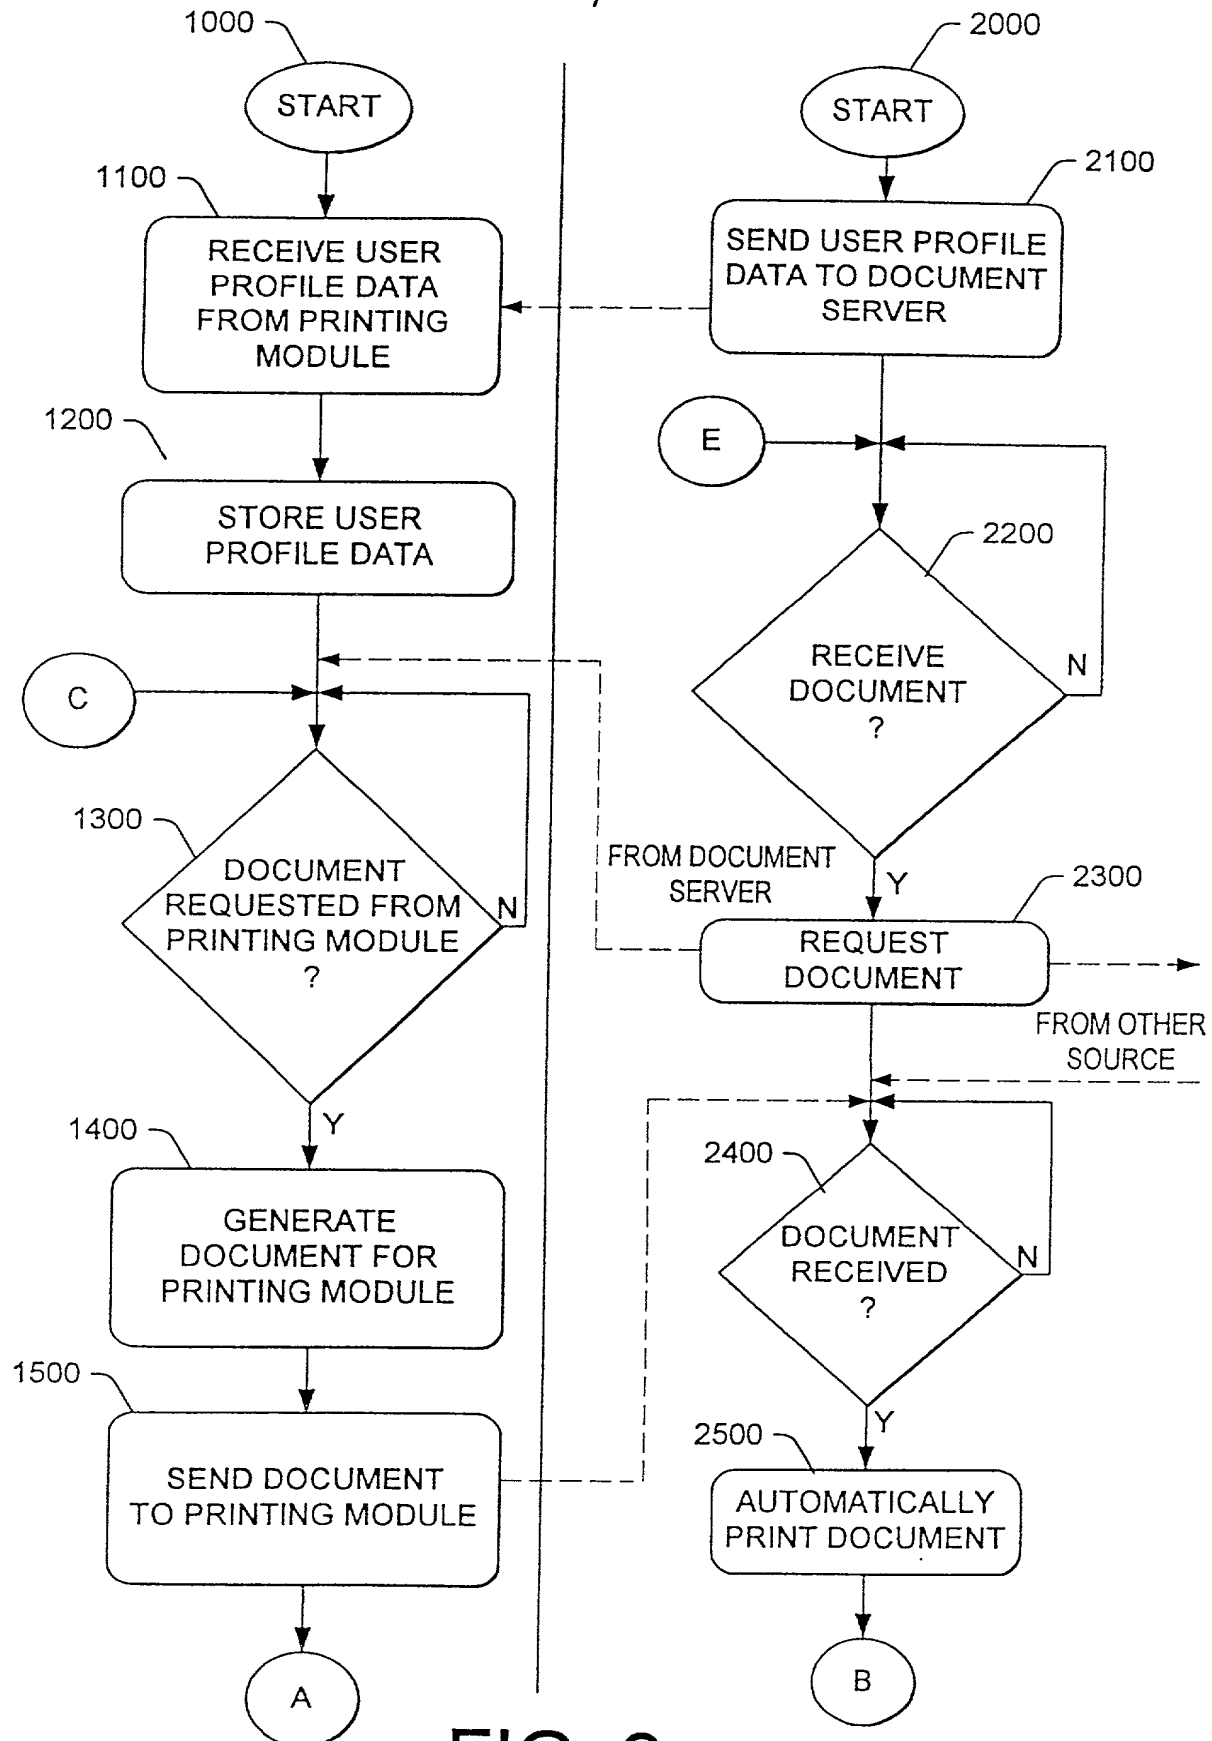 1000
START
1100
RECEIVE USER
PROFILE DATA
FROM PRINTING
MODULE
1200
STORE USER
PROFILE DATA
C
1300
DOCUMENT
REQUESTED FROM
PRINTING MODULE
?
N
Y
1400
GENERATE
DOCUMENT FOR
PRINTING MODULE
1500
SEND DOCUMENT
TO PRINTING MODULE
A
2000
START
2100
SEND USER PROFILE
DATA TO DOCUMENT
SERVER
E
2200
RECEIVE
DOCUMENT
?
N
Y
FROM DOCUMENT
SERVER
2300
REQUEST
DOCUMENT
FROM OTHER
SOURCE
2400
DOCUMENT
RECEIVED
?
N
Y
2500
AUTOMATICALLY
PRINT DOCUMENT
B
FIG.